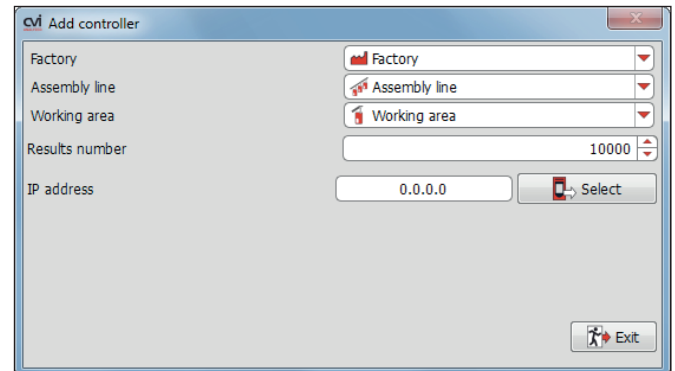 cvi Add controller
Factory Factory
Assembly line Assembly line
Working area Working area
Results number 10000
IP address 0.0.0.0 Select
Exit